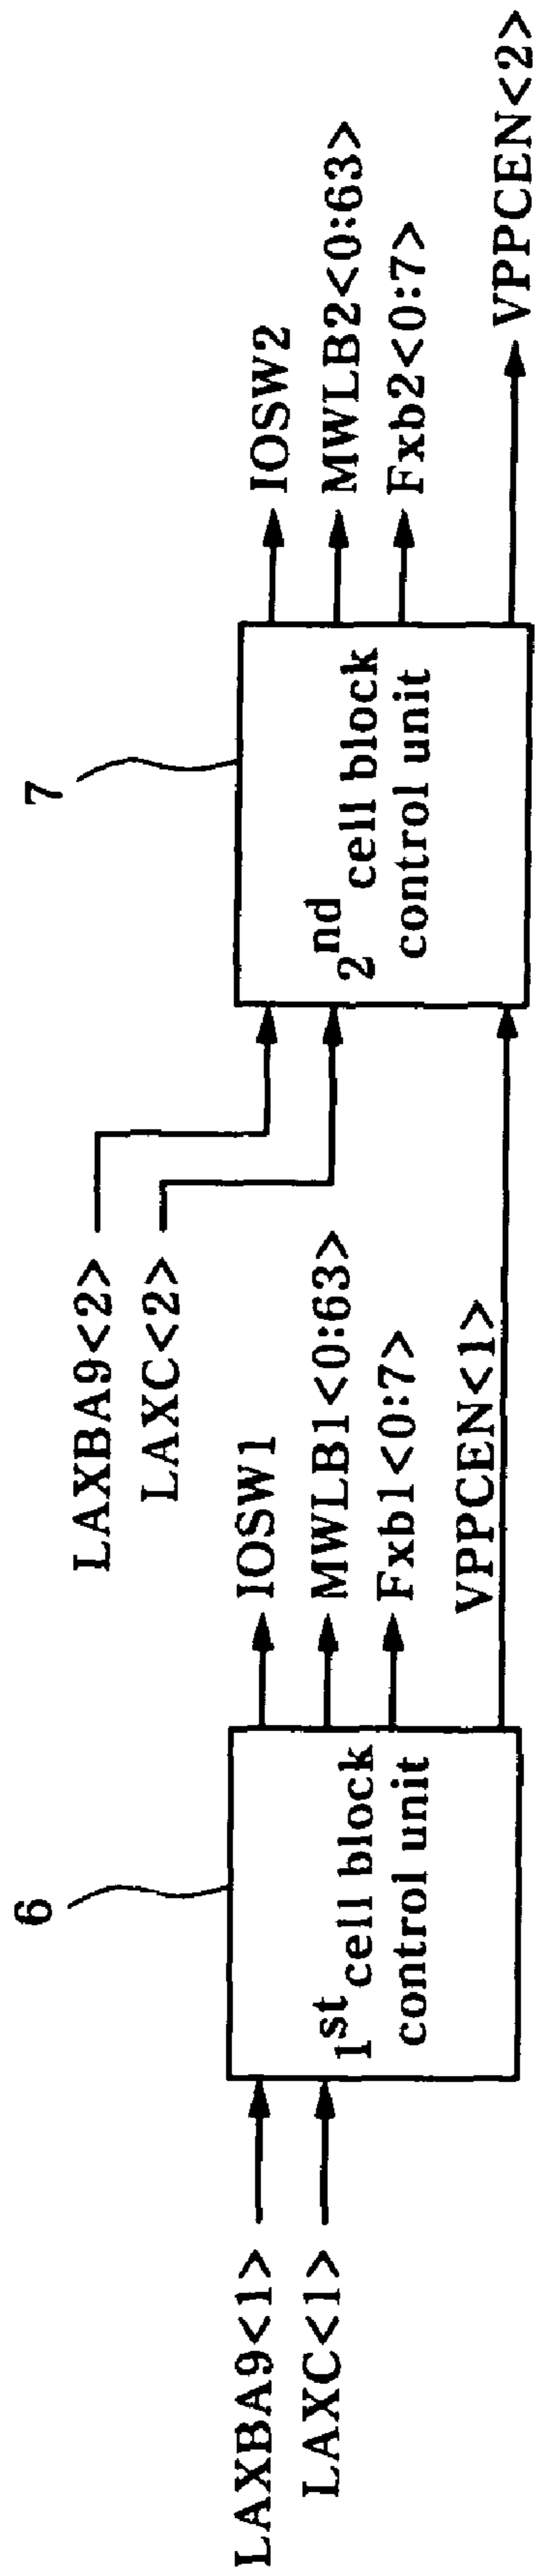 6
LAXBA9<1>
LAXC<1>
1st cell block
control unit
IOSW1
MWLB1<0:63>
Fxb1<0:7>
VPPCEN<1>
7
LAXBA9<2>
LAXC<2>
2nd cell block
control unit
IOSW2
MWLB2<0:63>
Fxb2<0:7>
VPPCEN<2>